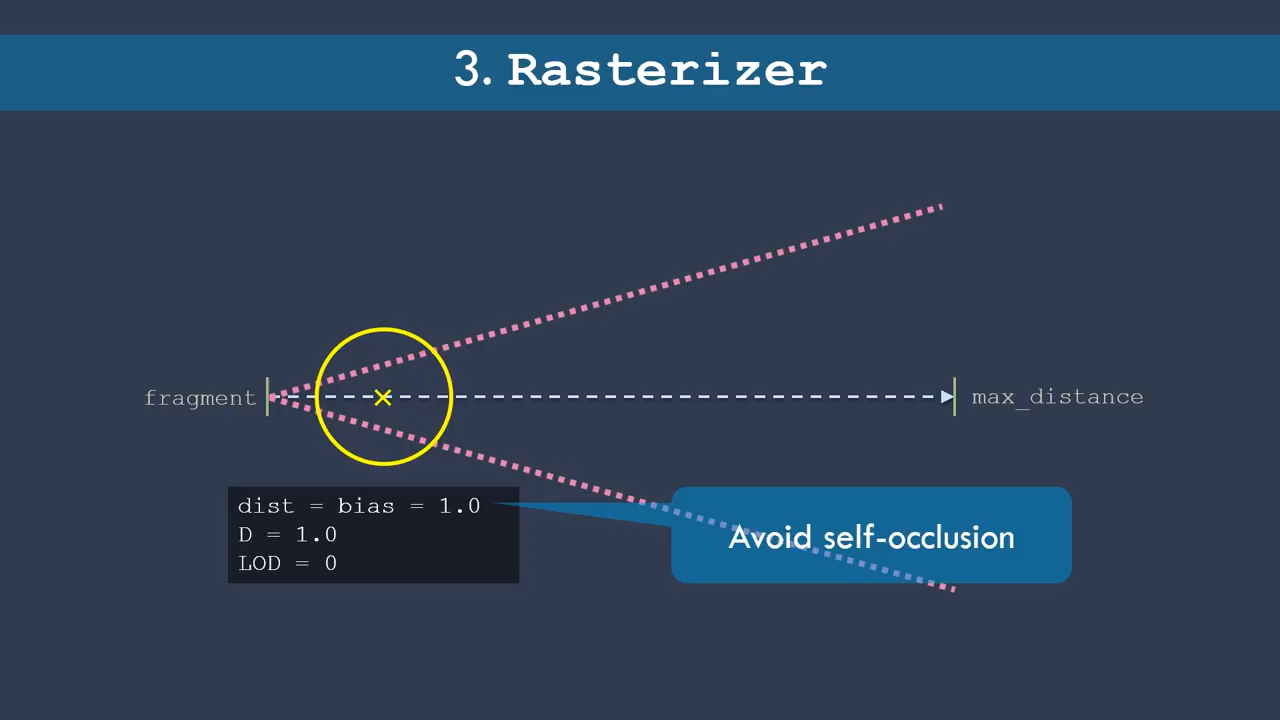 3. Rasterizer
fragment
max_distance
dist = bias = 1.0
D = 1.0
LOD = 0
Avoid self-occlusion